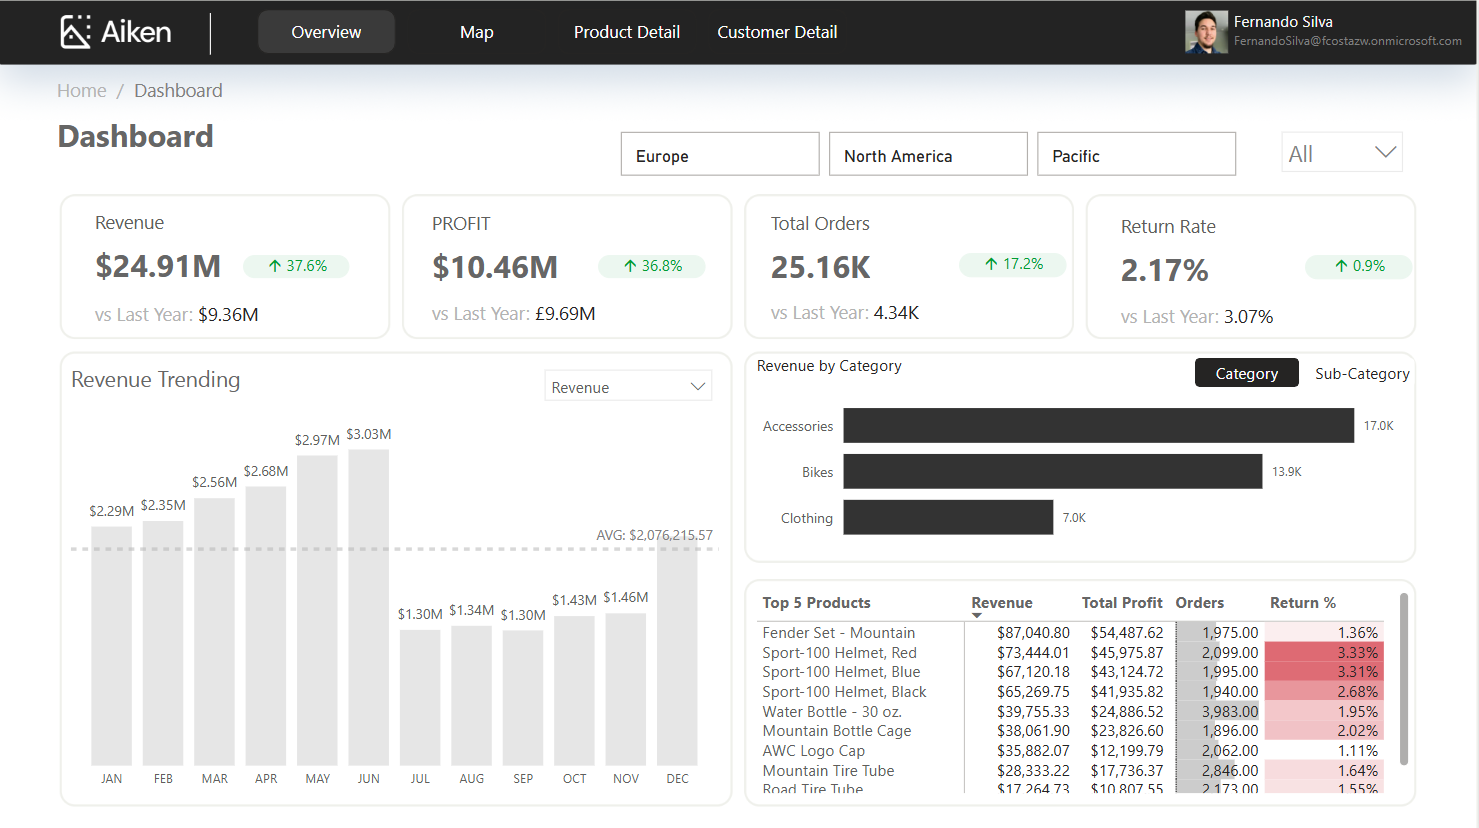 Aiken
Overview
Map
Product Detail
Customer Detail
Fernando Silva
FernandoSilva@fcostazw.onmicrosoft.com
Home / Dashboard
Dashboard
Europe
North America
Pacific
All
Revenue
$24.91M
↑ 37.6%
vs Last Year: $9.36M
PROFIT
$10.46M
↑ 36.8%
vs Last Year: £9.69M
Total Orders
25.16K
↑ 17.2%
vs Last Year: 4.34K
Return Rate
2.17%
↑ 0.9%
vs Last Year: 3.07%
Revenue Trending
Revenue
$2.29M
$2.35M
$2.56M
$2.68M
$2.97M
$3.03M
$1.30M
$1.34M
$1.30M
$1.43M
$1.46M
AVG: $2,076,215.57
JAN FEB MAR APR MAY JUN JUL AUG SEP OCT NOV DEC
Revenue by Category
Category
Sub-Category
Accessories 17.0K
Bikes 13.9K
Clothing 7.0K
Top 5 Products Revenue Total Profit Orders Return %
Fender Set - Mountain $87,040.80 $54,487.62 1,975.00 1.36%
Sport-100 Helmet, Red $73,444.01 $45,975.87 2,099.00 3.33%
Sport-100 Helmet, Blue $67,120.18 $43,124.72 1,995.00 3.31%
Sport-100 Helmet, Black $65,269.75 $41,935.82 1,940.00 2.68%
Water Bottle - 30 oz. $39,755.33 $24,886.52 3,983.00 1.95%
Mountain Bottle Cage $38,061.90 $23,826.60 1,896.00 2.02%
AWC Logo Cap $35,882.07 $12,199.79 2,062.00 1.11%
Mountain Tire Tube $28,333.22 $17,736.37 2,846.00 1.64%
Road Tire Tube $17,264.73 $10,807.55 2,173.00 1.55%